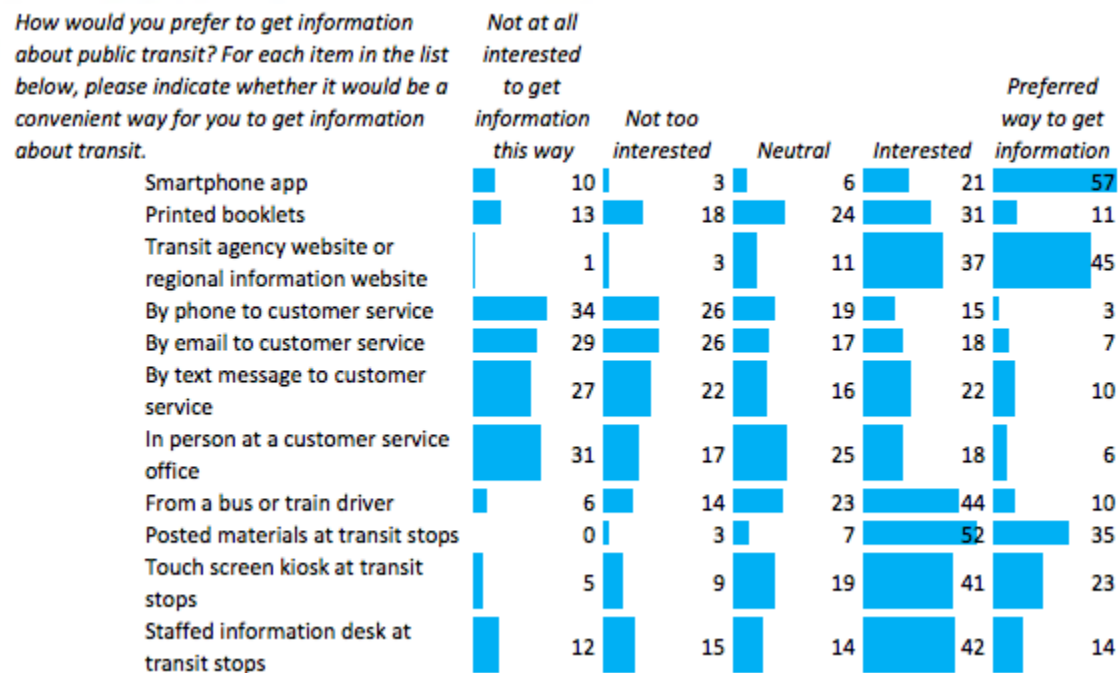 How would you prefer to get information
about public transit? For each item in the list
below, please indicate whether it would be a
convenient way for you to get information
about transit.
Not at all
interested
to get
information
this way
Not too
interested
Neutral
Interested
Preferred
way to get
information
Smartphone app 10 3 6 21 57
Printed booklets 13 18 24 31 11
Transit agency website or
regional information website 1 3 11 37 45
By phone to customer service 34 26 19 15 3
By email to customer service 29 26 17 18 7
By text message to customer
service 27 22 16 22 10
In person at a customer service
office 31 17 25 18 6
From a bus or train driver 6 14 23 44 10
Posted materials at transit stops 0 3 7 52 35
Touch screen kiosk at transit
stops 5 9 19 41 23
Staffed information desk at
transit stops 12 15 14 42 14